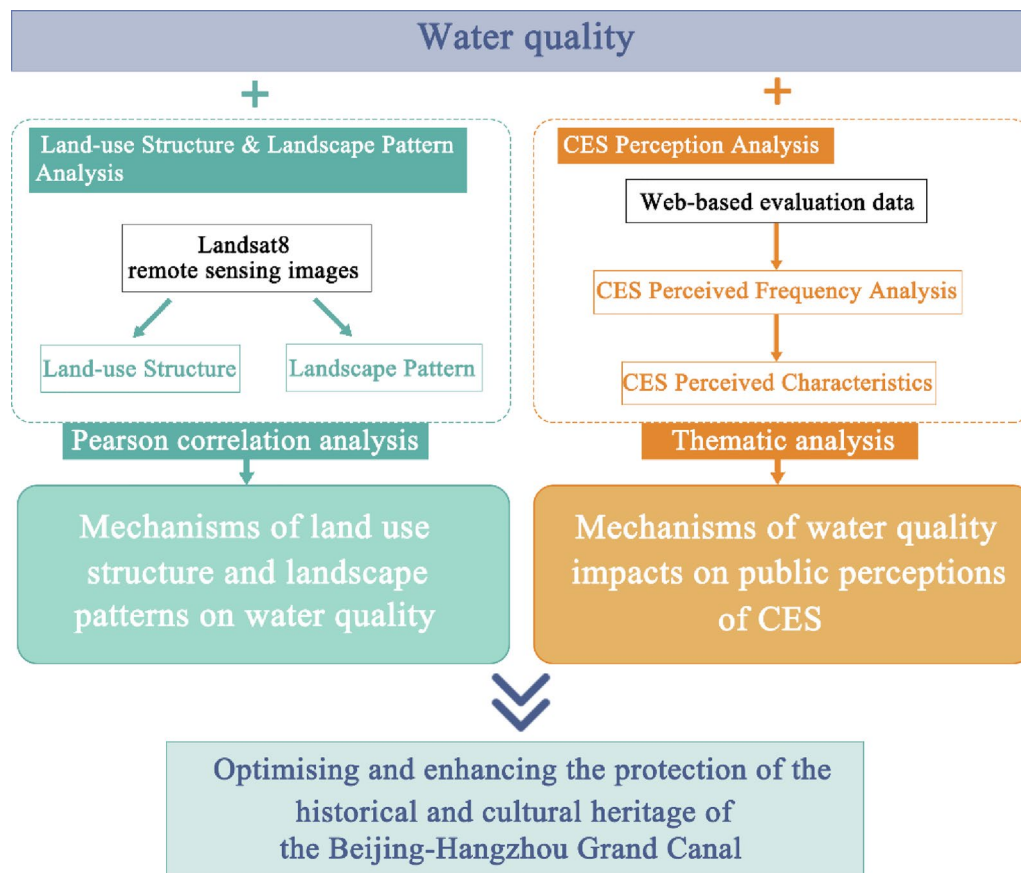 Water quality
+
+
Land-use Structure & Landscape Pattern
Analysis
Landsat8
remote sensing images
Land-use Structure
Landscape Pattern
Pearson correlation analysis
Mechanisms of land use
structure and landscape
patterns on water quality
CES Perception Analysis
Web-based evaluation data
CES Perceived Frequency Analysis
CES Perceived Characteristics
Thematic analysis
Mechanisms of water quality
impacts on public perceptions
of CES
Optimising and enhancing the protection of the
historical and cultural heritage of
the Beijing-Hangzhou Grand Canal